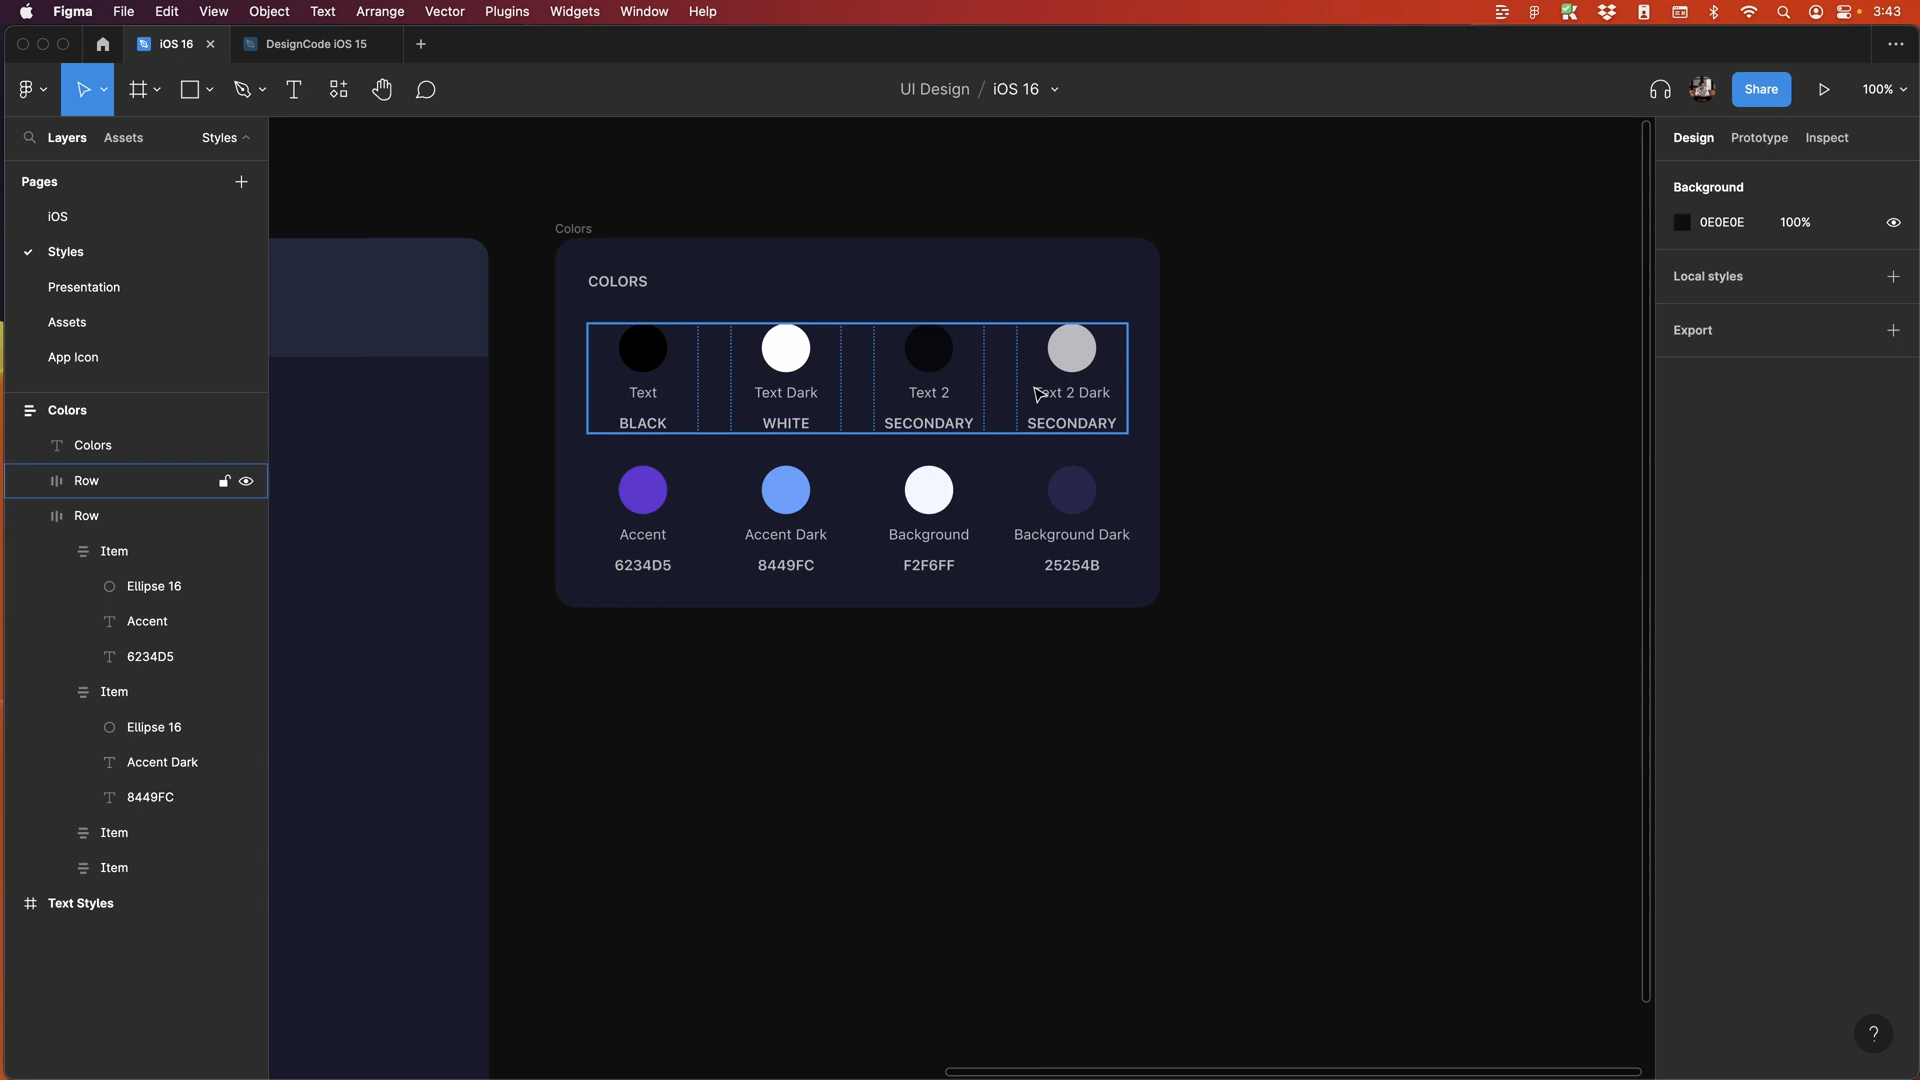 Figma File Edit View Object Text Arrange Vector Plugins Widgets Window Help 3:43
iOS 16 DesignCode iOS 15
UI Design / iOS 16 Share 100%
Layers Assets Styles
Pages
iOS
Styles
Presentation
Assets
App Icon
Colors
Colors
Row
Row
Item
Ellipse 16
Accent
6234D5
Item
Ellipse 16
Accent Dark
8449FC
Item
Item
Text Styles
Colors
COLORS
Text Text Dark Text 2 Text 2 Dark
BLACK WHITE SECONDARY SECONDARY
Accent Accent Dark Background Background Dark
6234D5 8449FC F2F6FF 25254B
Design Prototype Inspect
Background
0E0E0E 100%
Local styles
Export
?